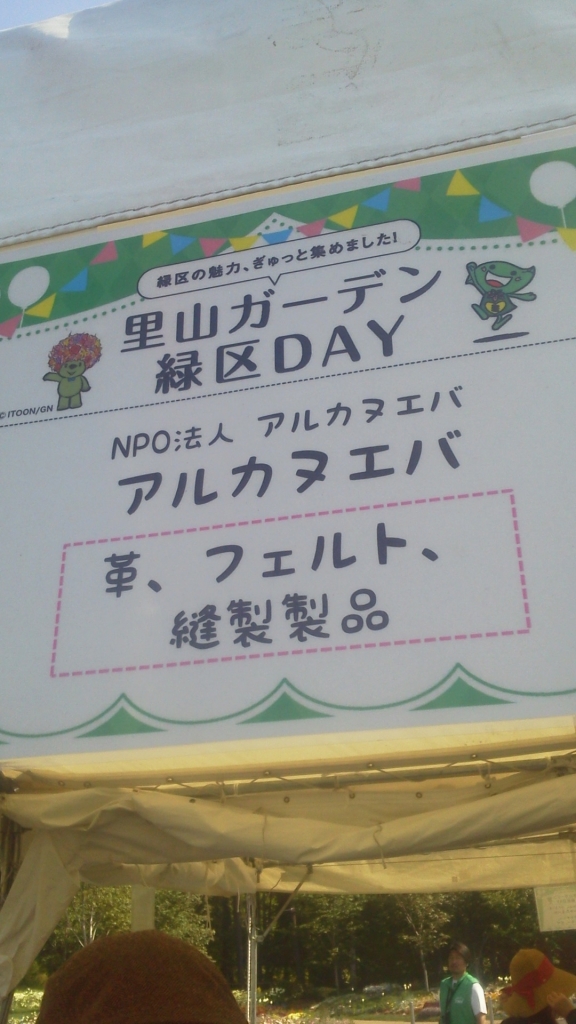 緑区の魅力、ぎゅっと集めました!
里山ガーデン
緑区DAY
© ITOON/GN
NPO法人 アルカヌエバ
アルカヌエバ
革、フェルト、
縫製製品